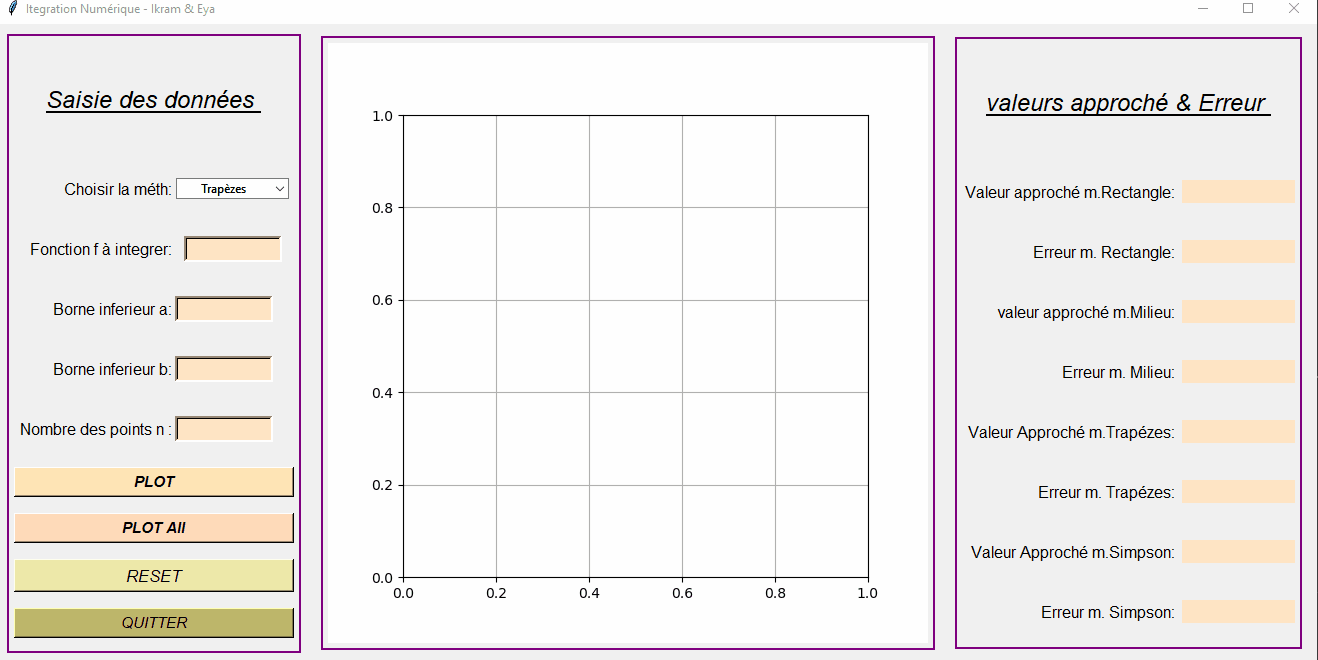 Itegration Numérique - Ikram & Eya
Saisie des données
Choisir la méth: Trapèzes
Fonction f à integrer:
Borne inferieur a:
Borne inferieur b:
Nombre des points n :
PLOT
PLOT All
RESET
QUITTER
1.0
0.8
0.6
0.4
0.2
0.0
0.0 0.2 0.4 0.6 0.8 1.0
valeurs approché & Erreur
Valeur approché m.Rectangle:
Erreur m. Rectangle:
valeur approché m.Milieu:
Erreur m. Milieu:
Valeur Approché m.Trapézes:
Erreur m. Trapézes:
Valeur Approché m.Simpson:
Erreur m. Simpson: